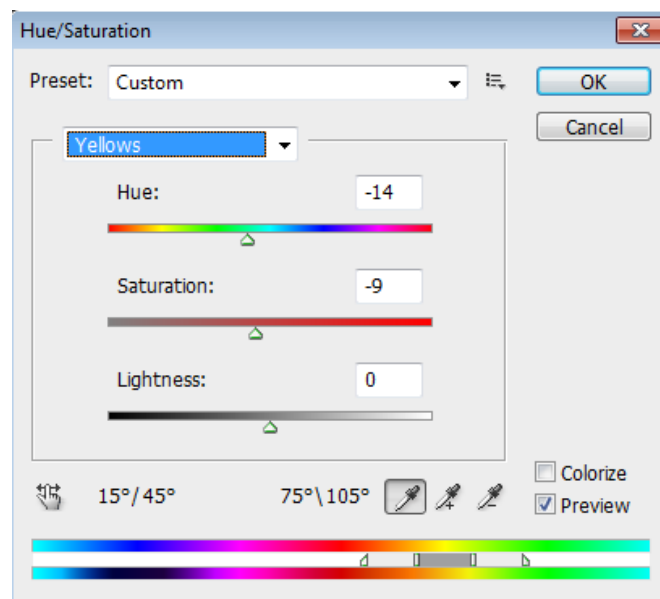 Hue/Saturation
Preset: Custom
OK
Cancel
Yellows
Hue: -14
Saturation: -9
Lightness: 0
Colorize
15°/45° 75°\105°
Preview